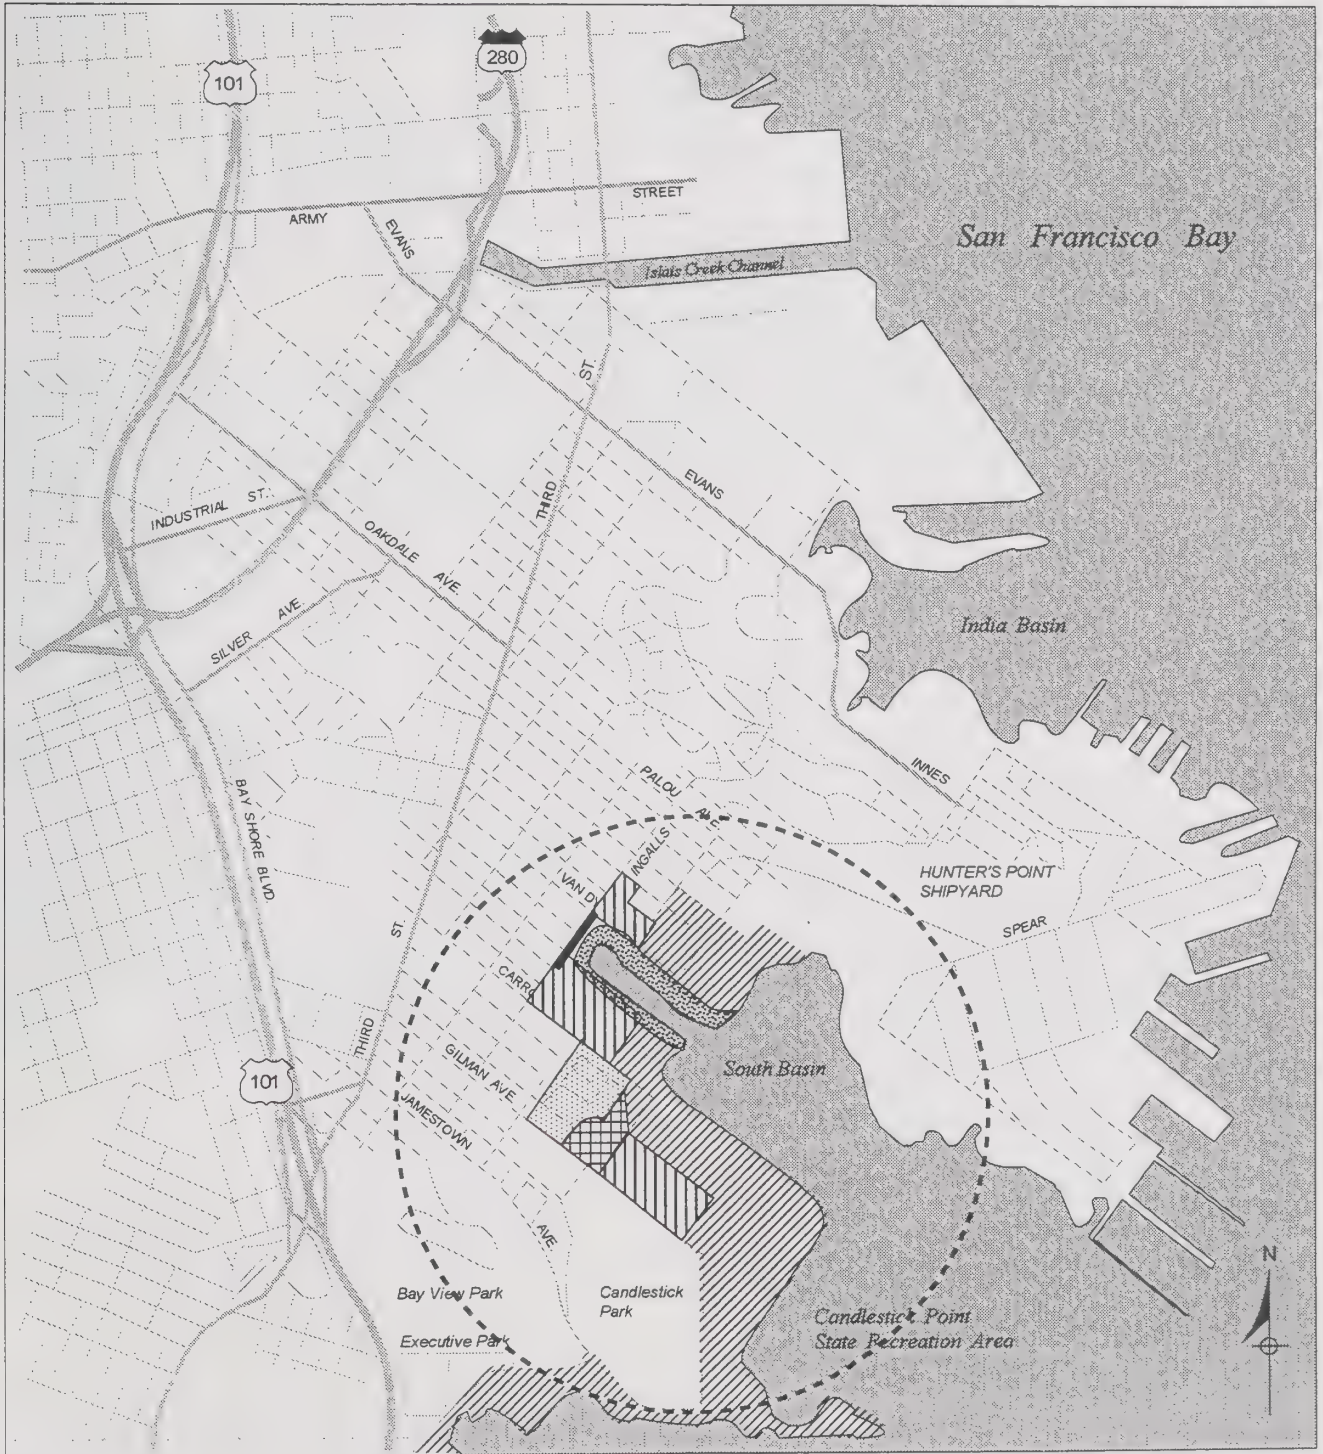 280
101
STREET
ARMY
EVANS
San Francisco Bay
Islais Creek Channel
ST.
EVANS
THIRD
INDUSTRIAL ST.
OAKDALE AVE.
India Basin
SILVER AVE.
INNES
PALOU AVE
BAY SHORE BLVD.
INGALLS
HUNTER'S POINT
SHIPYARD
VAN D
SPEAR
ST.
CARRO
THIRD
GILMAN AVE
South Basin
101
JAMESTOWN
AVE
N
Bay View Park
Candlestick
Park
Candlestick Point
State Recreation Area
Executive Park